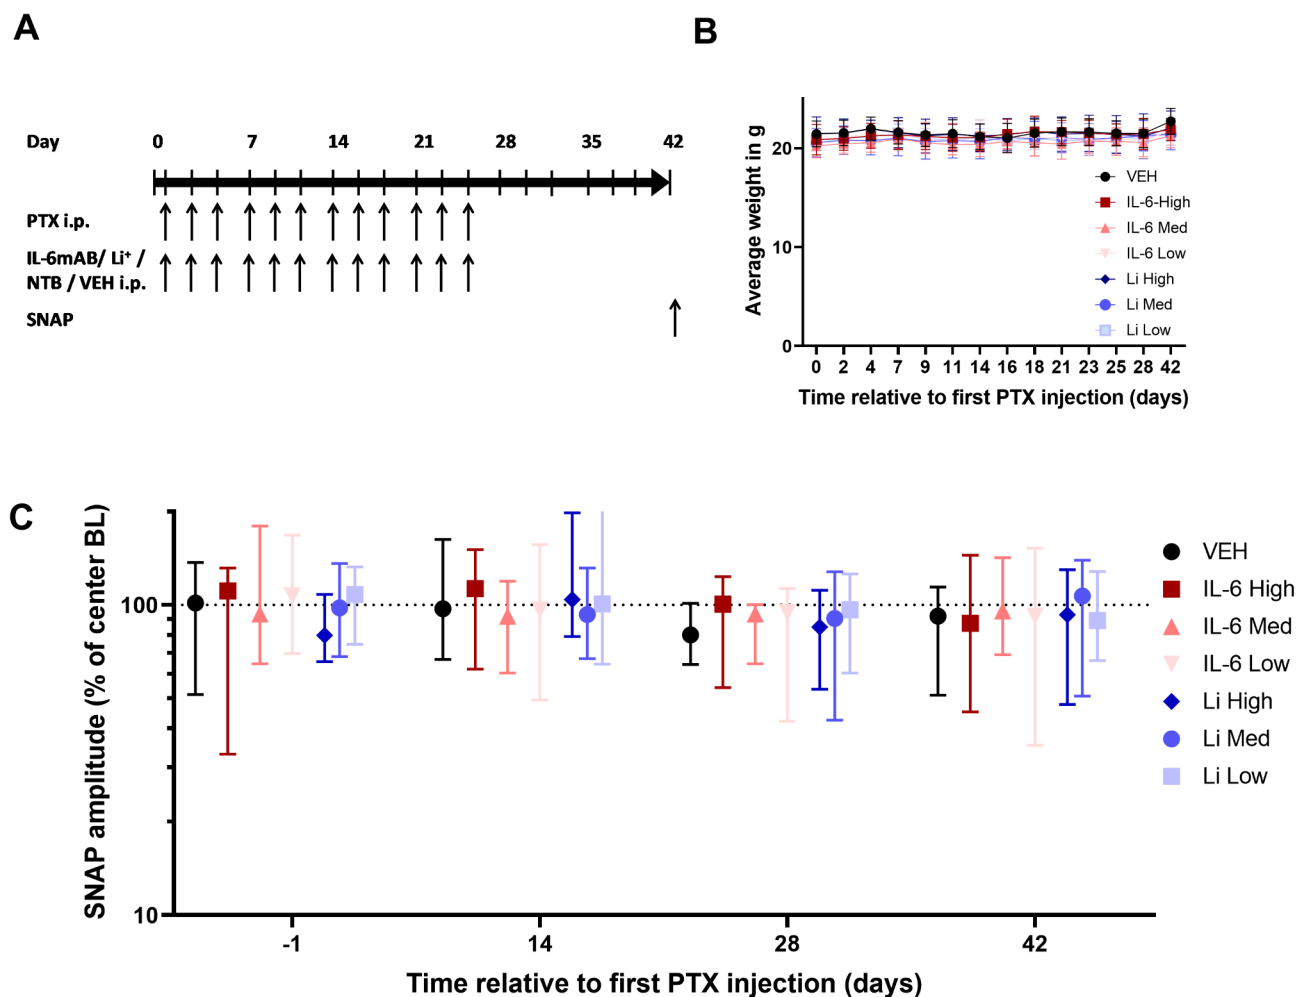 A
Day 0 7 14 21 28 35 42
PTX i.p.
IL-6mAB/ Li⁺ /
NTB / VEH i.p.
SNAP
B
Average weight in g
20
10
0
VEH
IL-6-High
IL-6 Med
IL-6 Low
Li High
Li Med
Li Low
0 2 4 7 9 11 14 16 18 21 23 25 28 42
Time relative to first PTX injection (days)
C
SNAP amplitude (% of center BL)
100
10
-1 14 28 42
Time relative to first PTX injection (days)
VEH
IL-6 High
IL-6 Med
IL-6 Low
Li High
Li Med
Li Low